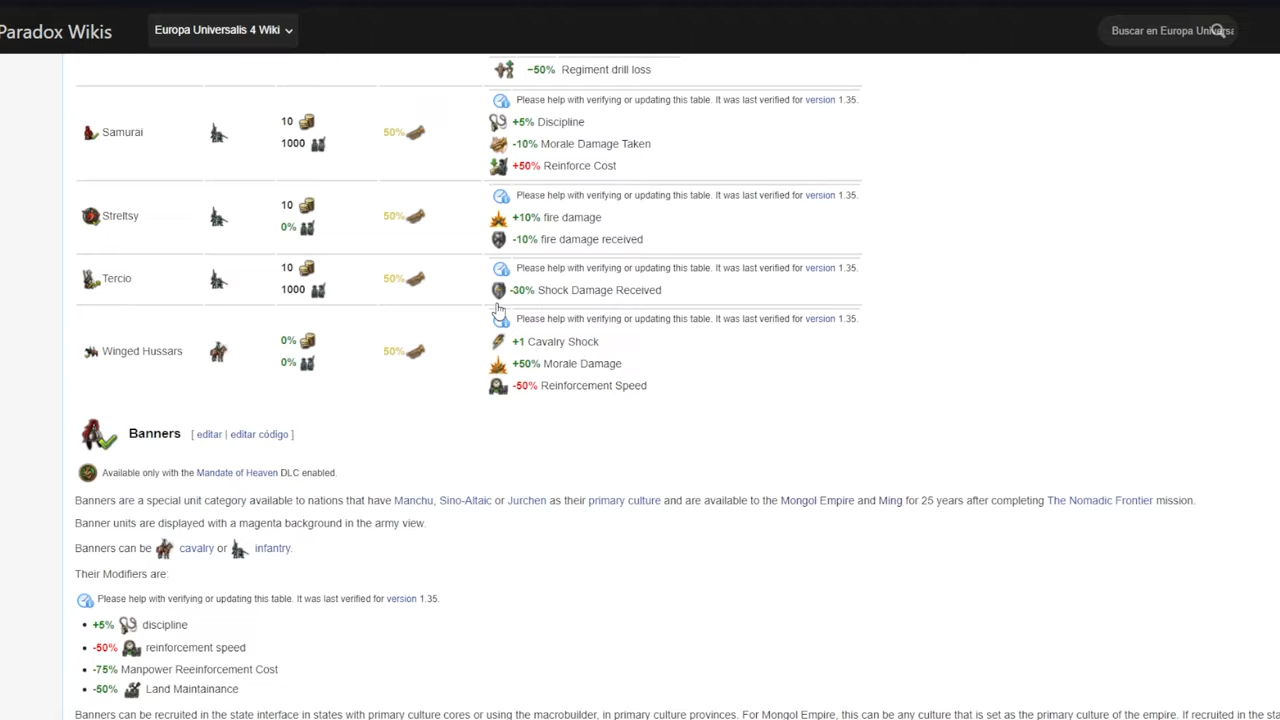 Paradox Wikis
Europa Universalis 4 Wiki
Buscar en Europa Universa
−50% Regiment drill loss
Samurai
10
1000
50%
Please help with verifying or updating this table. It was last verified for version 1.35.
+5% Discipline
-10% Morale Damage Taken
+50% Reinforce Cost
Streltsy
10
0%
50%
Please help with verifying or updating this table. It was last verified for version 1.35.
+10% fire damage
-10% fire damage received
Tercio
10
1000
50%
Please help with verifying or updating this table. It was last verified for version 1.35.
-30% Shock Damage Received
Winged Hussars
0%
0%
50%
Please help with verifying or updating this table. It was last verified for version 1.35.
+1 Cavalry Shock
+50% Morale Damage
-50% Reinforcement Speed
Banners [ editar | editar código ]
Available only with the Mandate of Heaven DLC enabled.
Banners are a special unit category available to nations that have Manchu, Sino-Altaic or Jurchen as their primary culture and are available to the Mongol Empire and Ming for 25 years after completing The Nomadic Frontier mission.
Banner units are displayed with a magenta background in the army view.
Banners can be cavalry or infantry.
Their Modifiers are:
Please help with verifying or updating this table. It was last verified for version 1.35.
• +5% discipline
• -50% reinforcement speed
• -75% Manpower Reeinforcement Cost
• -50% Land Maintainance
Banners can be recruited in the state interface in states with primary culture cores or using the macrobuilder, in primary culture provinces. For Mongol Empire, this can be any culture that is set as the primary culture of the empire. If recruited in the